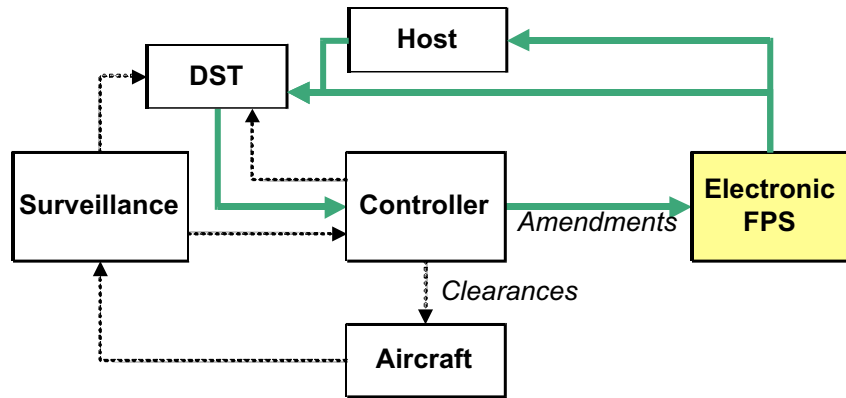 Host
DST
Surveillance
Controller
Electronic
FPS
Amendments
Clearances
Aircraft